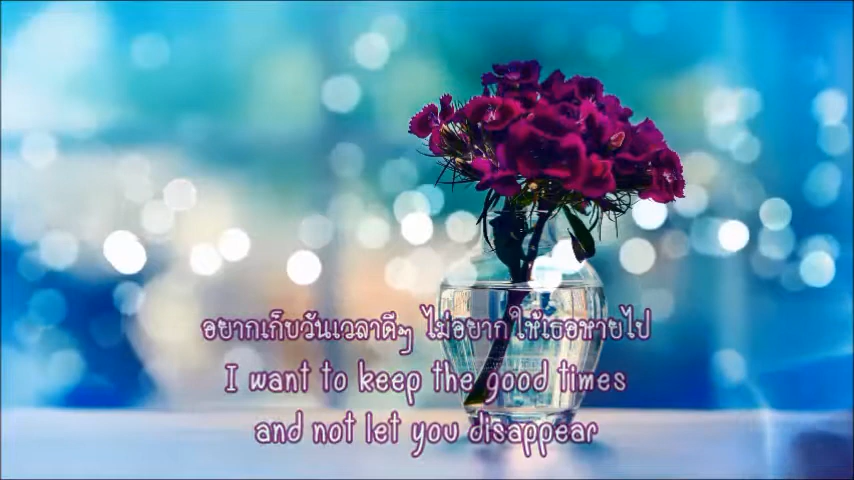 อยากเก็บวันเวลาดีๆ ไม่อยากให้เธอหายไป
I want to keep the good times
and not let you disappear